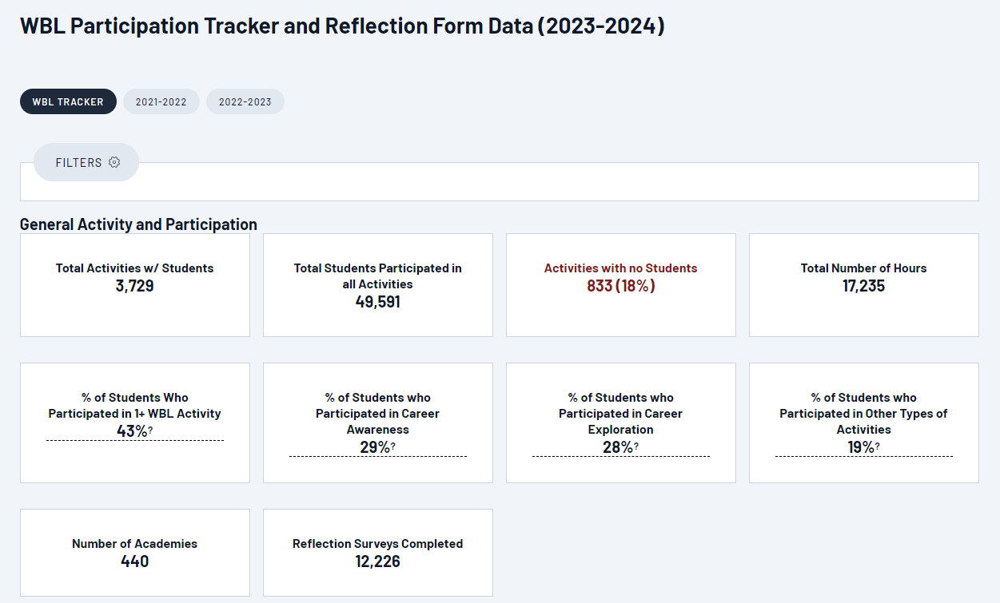 WBL Participation Tracker and Reflection Form Data (2023-2024)
WBL TRACKER
2021-2022
2022-2023
FILTERS
General Activity and Participation
Total Activities w/ Students
3,729
Total Students Participated in
all Activities
49,591
Activities with no Students
833 (18%)
Total Number of Hours
17,235
% of Students Who
Participated in 1+ WBL Activity
43%?
% of Students who
Participated in Career
Awareness
29%?
% of Students who
Participated in Career
Exploration
28%?
% of Students who
Participated in Other Types of
Activities
19%?
Number of Academies
440
Reflection Surveys Completed
12,226